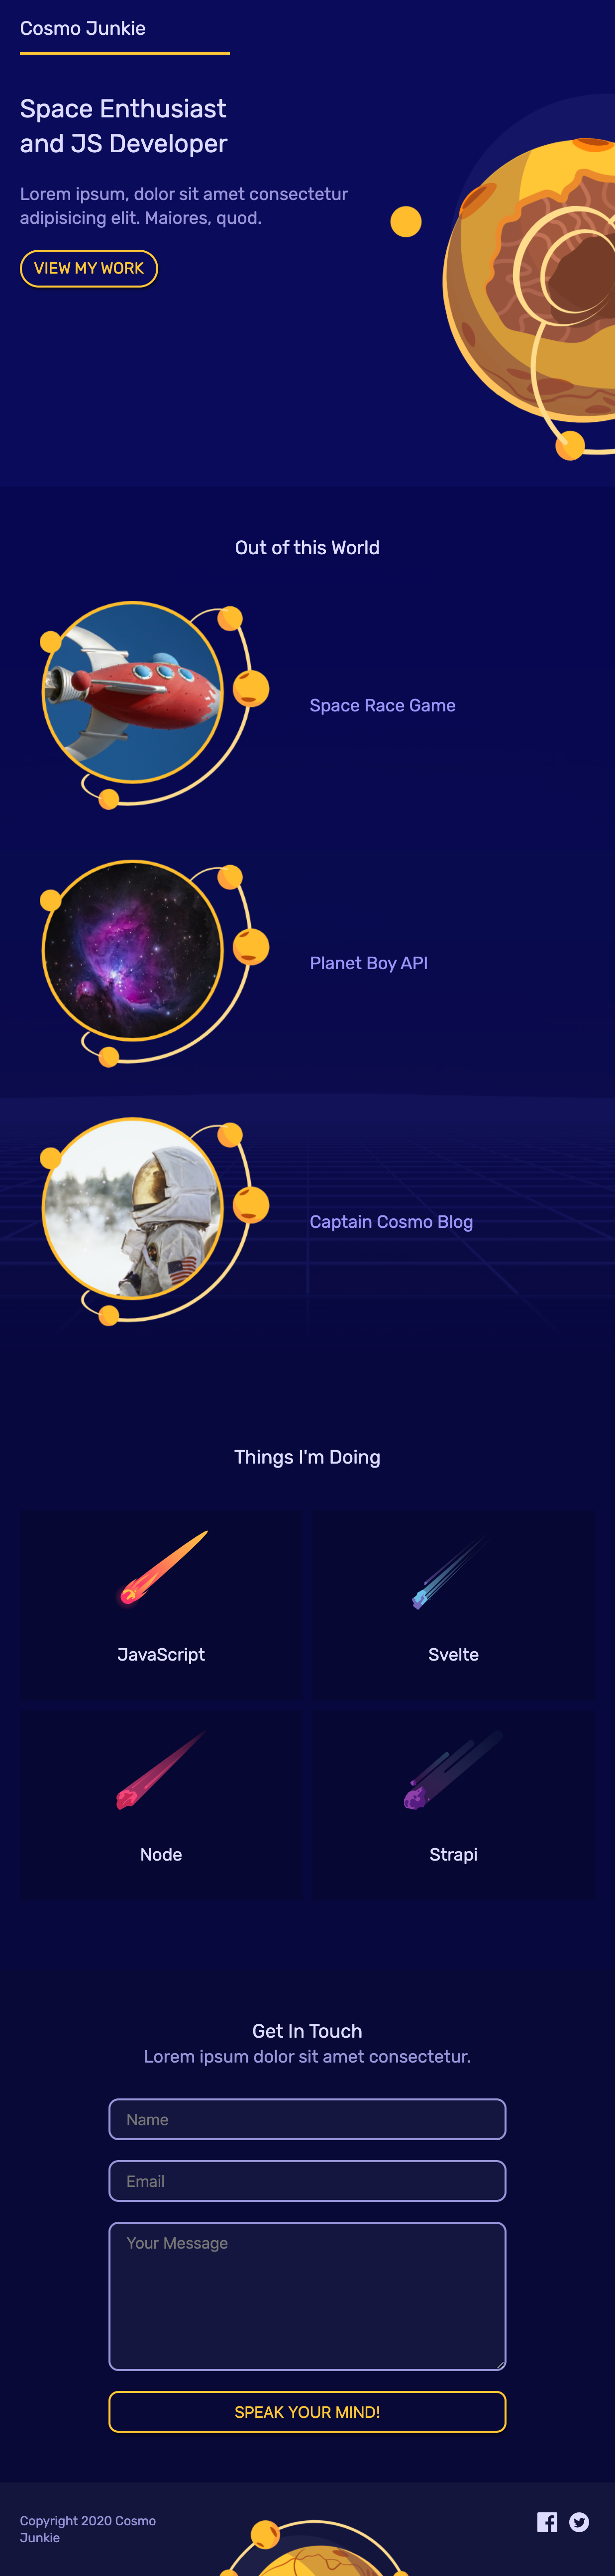 Cosmo Junkie
Space Enthusiast
and JS Developer
Lorem ipsum, dolor sit amet consectetur
adipisicing elit. Maiores, quod.
VIEW MY WORK
Out of this World
Space Race Game
Planet Boy API
Captain Cosmo Blog
Things I'm Doing
JavaScript
Svelte
Node
Strapi
Get In Touch
Lorem ipsum dolor sit amet consectetur.
Name
Email
Your Message
SPEAK YOUR MIND!
Copyright 2020 Cosmo
Junkie